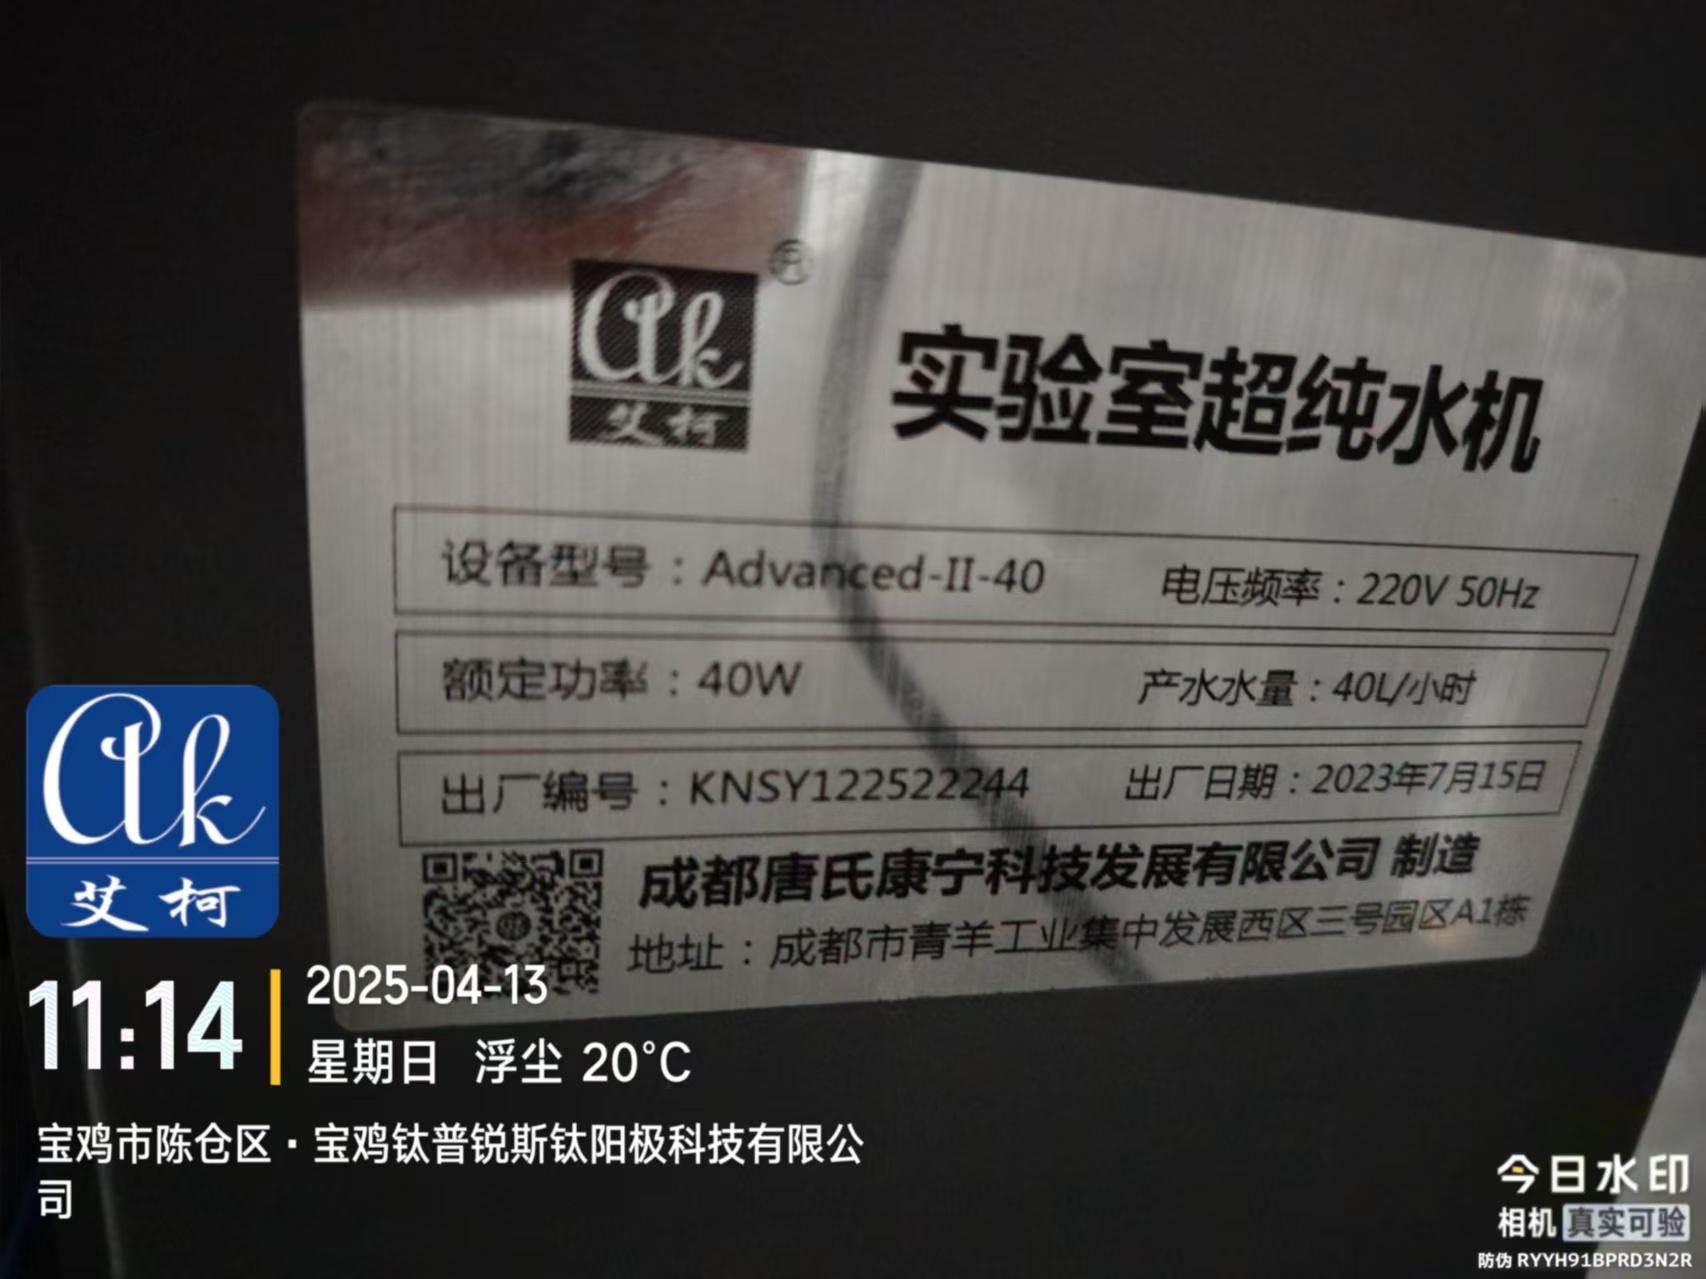 ak
®
艾柯
实验室超纯水机
设备型号：Advanced-II-40
电压频率：220V 50Hz
额定功率：40W
产水水量：40L/小时
出厂编号：KNSY122522244
出厂日期：2023年7月15日
成都唐氏康宁科技发展有限公司 制造
地址：成都市青羊工业集中发展西区三号园区A1栋
ak
艾柯
11:14
2025-04-13
星期日 浮尘 20°C
宝鸡市陈仓区·宝鸡钛普锐斯钛阳极科技有限公
司
今日水印
相机 真实可验
防伪 RYYH91BPRD3N2R